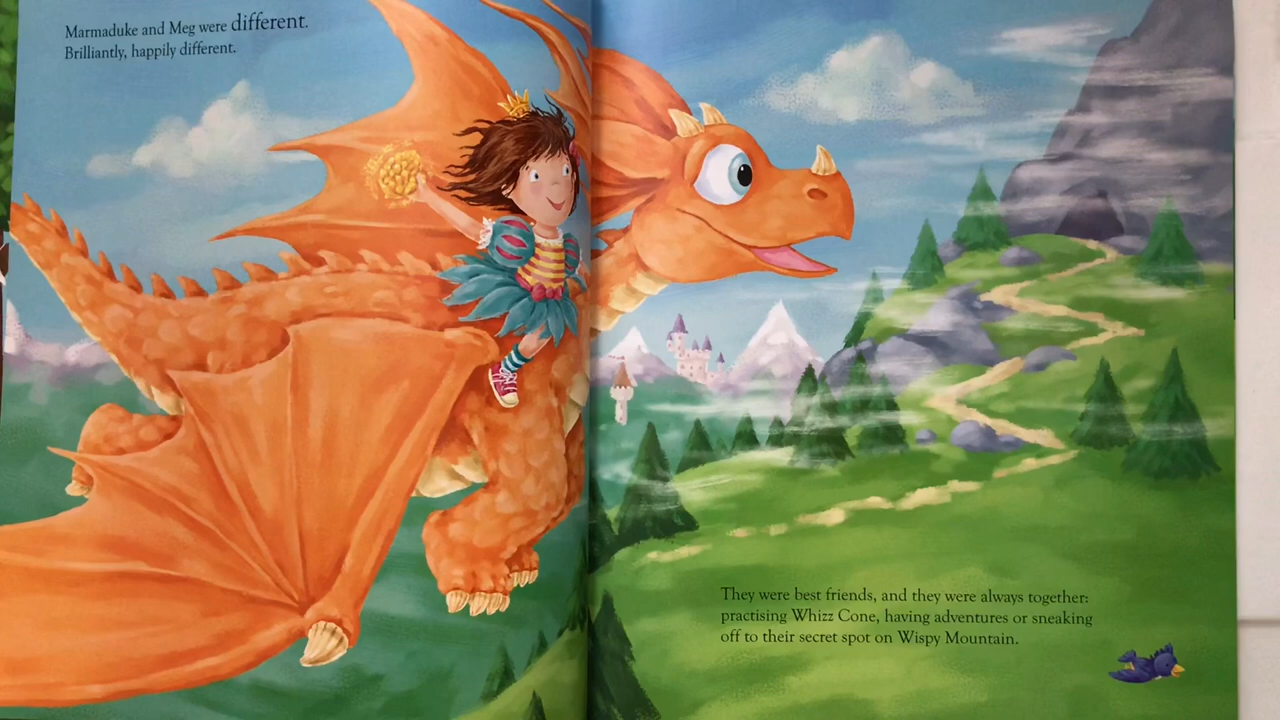 Marmaduke and Meg were different.
Brilliantly, happily different.
They were best friends, and they were always together:
practising Whizz Cone, having adventures or sneaking
off to their secret spot on Wispy Mountain.